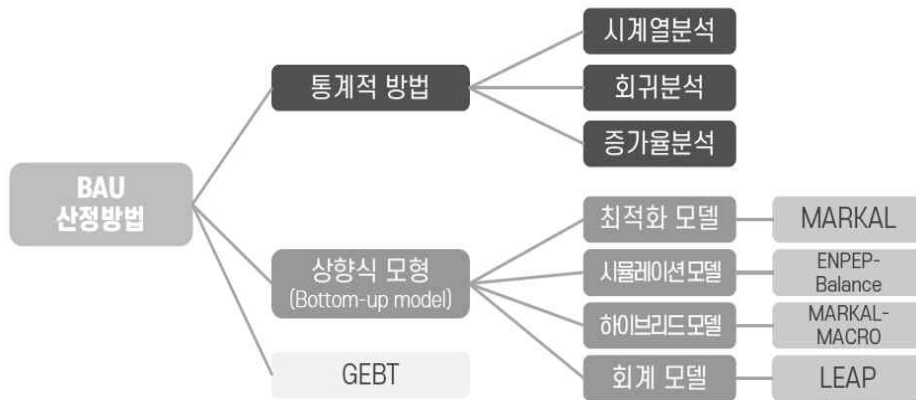 BAU
산정방법
통계적 방법
시계열분석
회귀분석
증가율분석
상향식 모형
(Bottom-up model)
최적화 모델
MARKAL
시뮬레이션 모델
ENPEP-
Balance
하이브리드 모델
MARKAL-
MACRO
회계 모델
LEAP
GEBT